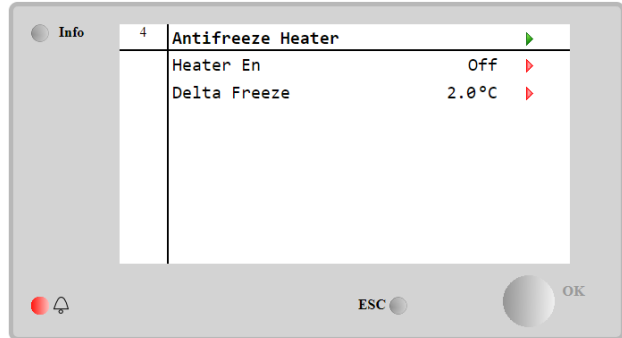 Info
4 Antifreeze Heater
Heater En Off
Delta Freeze 2.0°C
ESC
OK